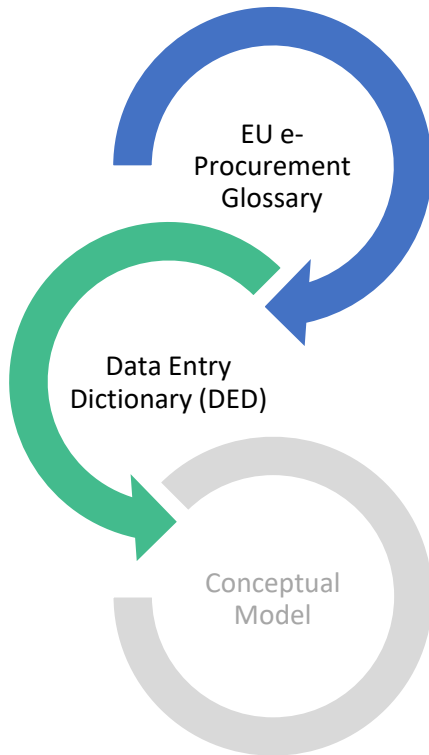 EU e-
Procurement
Glossary
Data Entry
Dictionary (DED)
Conceptual
Model